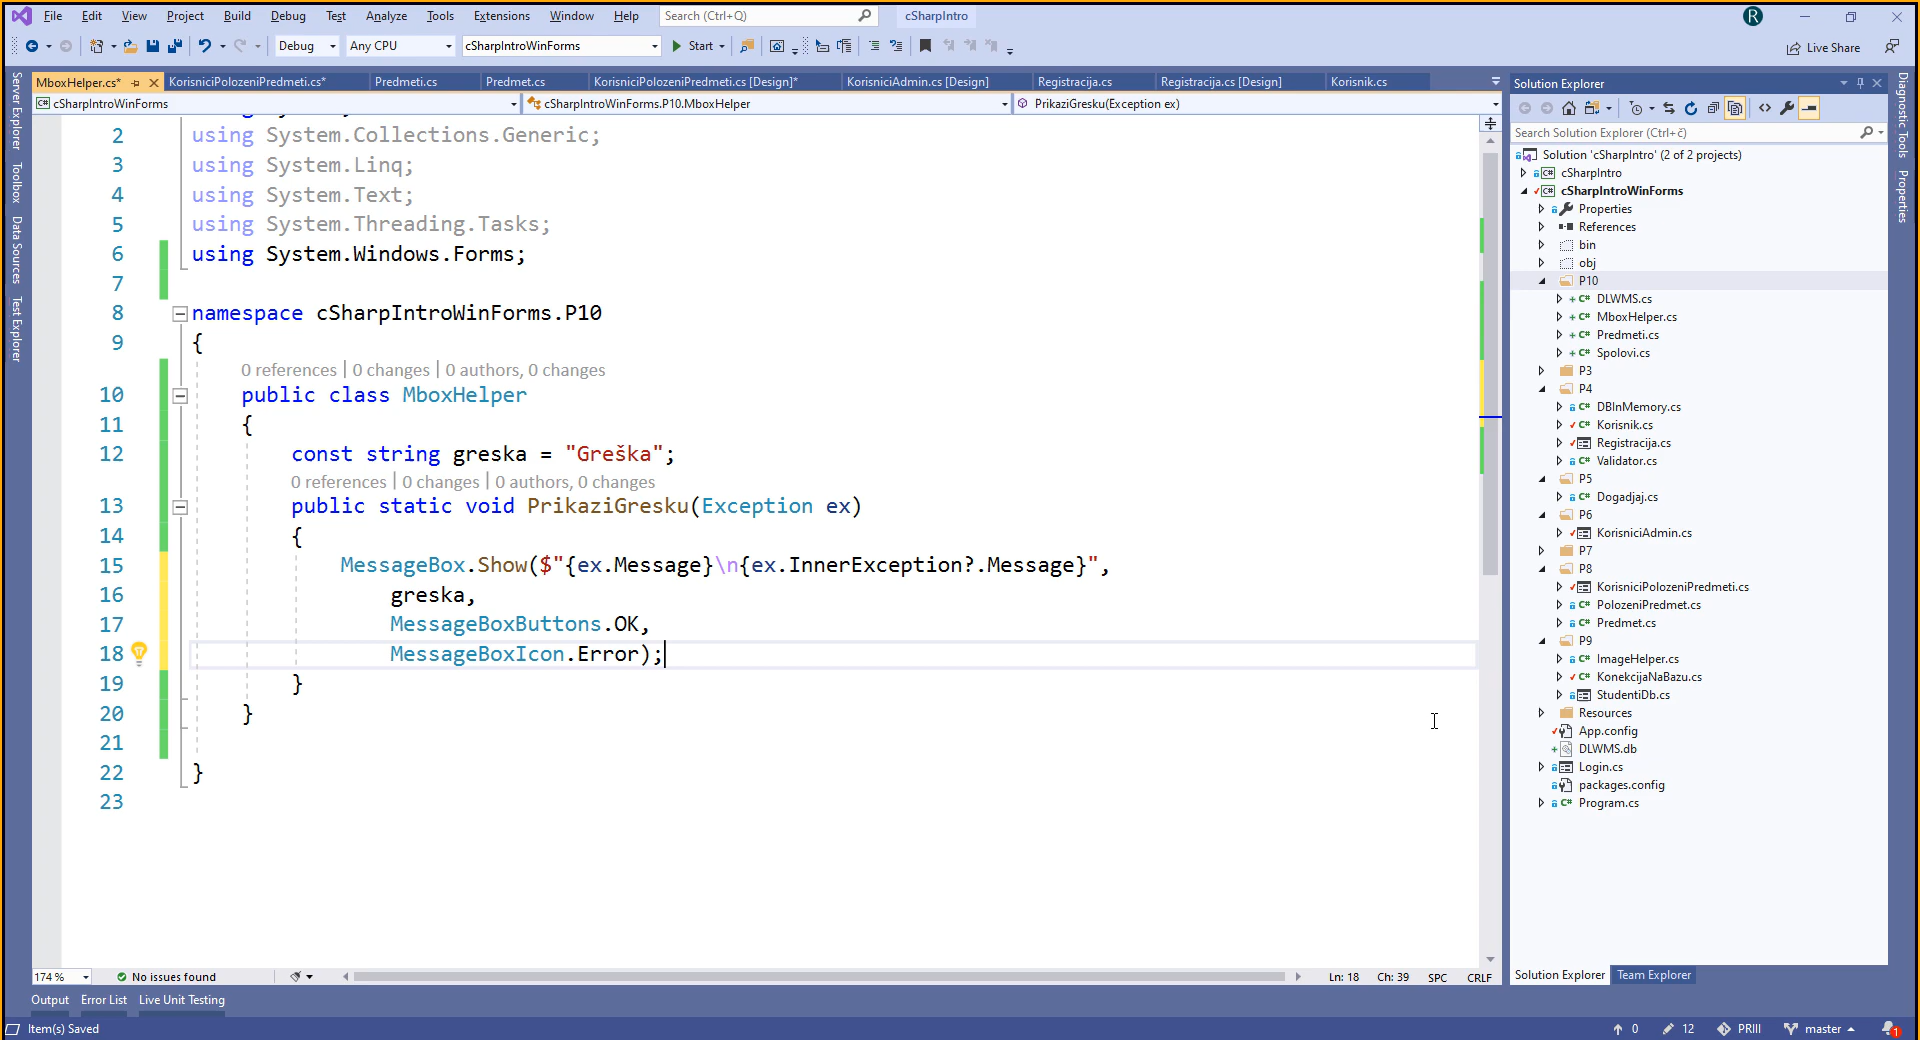 File Edit View Project Build Debug Test Analyze Tools Extensions Window Help Search (Ctrl+Q) cSharpIntro R
Debug Any CPU cSharpIntroWinForms Start Live Share
MboxHelper.cs* KorisniciPolozeniPredmeti.cs* Predmeti.cs Predmet.cs KorisniciPolozeniPredmeti.cs [Design]* KorisniciAdmin.cs [Design] Registracija.cs Registracija.cs [Design] Korisnik.cs
cSharpIntroWinForms cSharpIntroWinForms.P10.MboxHelper PrikaziGresku(Exception ex)
Server Explorer
Toolbox
Data Sources
Test Explorer
2 using System.Collections.Generic;
3 using System.Linq;
4 using System.Text;
5 using System.Threading.Tasks;
6 using System.Windows.Forms;
7
8 namespace cSharpIntroWinForms.P10
9 {
0 references | 0 changes | 0 authors, 0 changes
10 public class MboxHelper
11 {
12 const string greska = "Greška";
0 references | 0 changes | 0 authors, 0 changes
13 public static void PrikaziGresku(Exception ex)
14 {
15 MessageBox.Show($"{ex.Message}\n{ex.InnerException?.Message}",
16 greska,
17 MessageBoxButtons.OK,
18 MessageBoxIcon.Error);
19 }
20 }
21
22 }
23
174 % No issues found Ln: 18 Ch: 39 SPC CRLF
Output Error List Live Unit Testing
Item(s) Saved 0 12 PRIII master 1
Solution Explorer
Search Solution Explorer (Ctrl+č)
Solution 'cSharpIntro' (2 of 2 projects)
cSharpIntro
cSharpIntroWinForms
Properties
References
bin
obj
P10
DLWMS.cs
MboxHelper.cs
Predmeti.cs
Spolovi.cs
P3
P4
DBInMemory.cs
Korisnik.cs
Registracija.cs
Validator.cs
P5
Dogadjaj.cs
P6
KorisniciAdmin.cs
P7
P8
KorisniciPolozeniPredmeti.cs
PolozeniPredmet.cs
Predmet.cs
P9
ImageHelper.cs
KonekcijaNaBazu.cs
StudentiDb.cs
Resources
App.config
DLWMS.db
Login.cs
packages.config
Program.cs
Solution Explorer Team Explorer
Diagnostic Tools
Properties